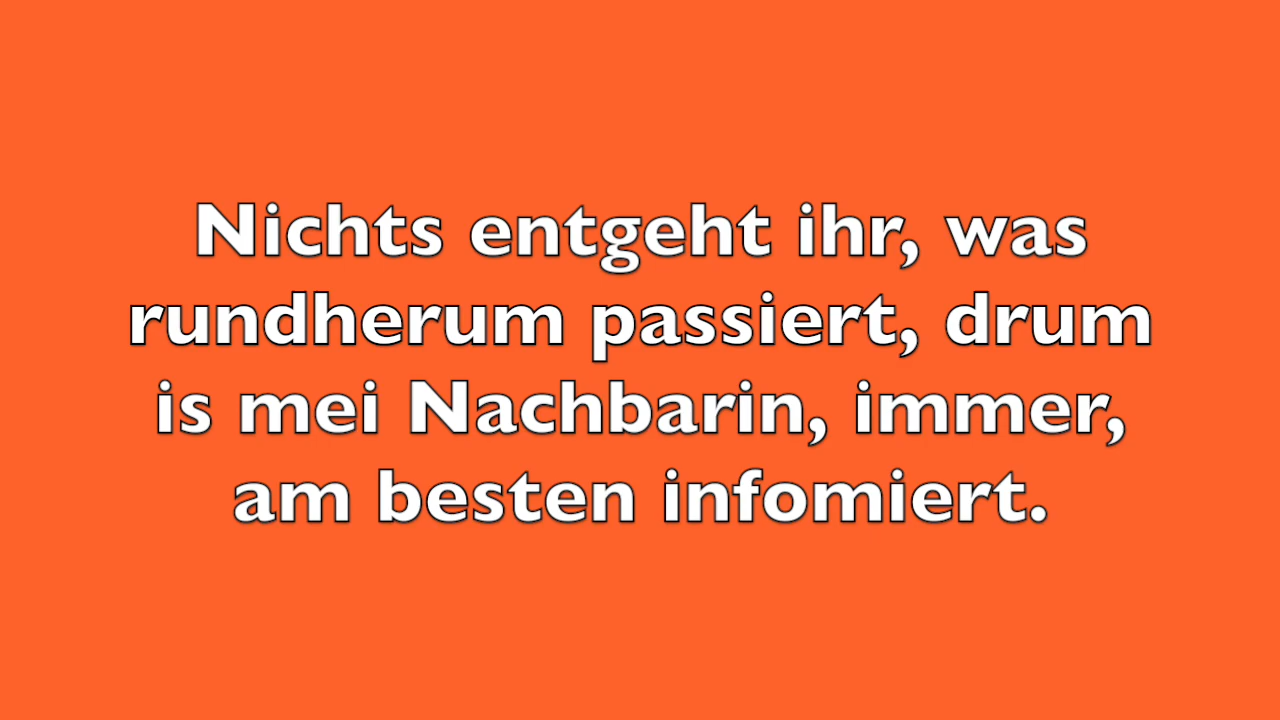 Nichts entgeht ihr, was
rundherum passiert, drum
is mei Nachbarin, immer,
am besten infomiert.